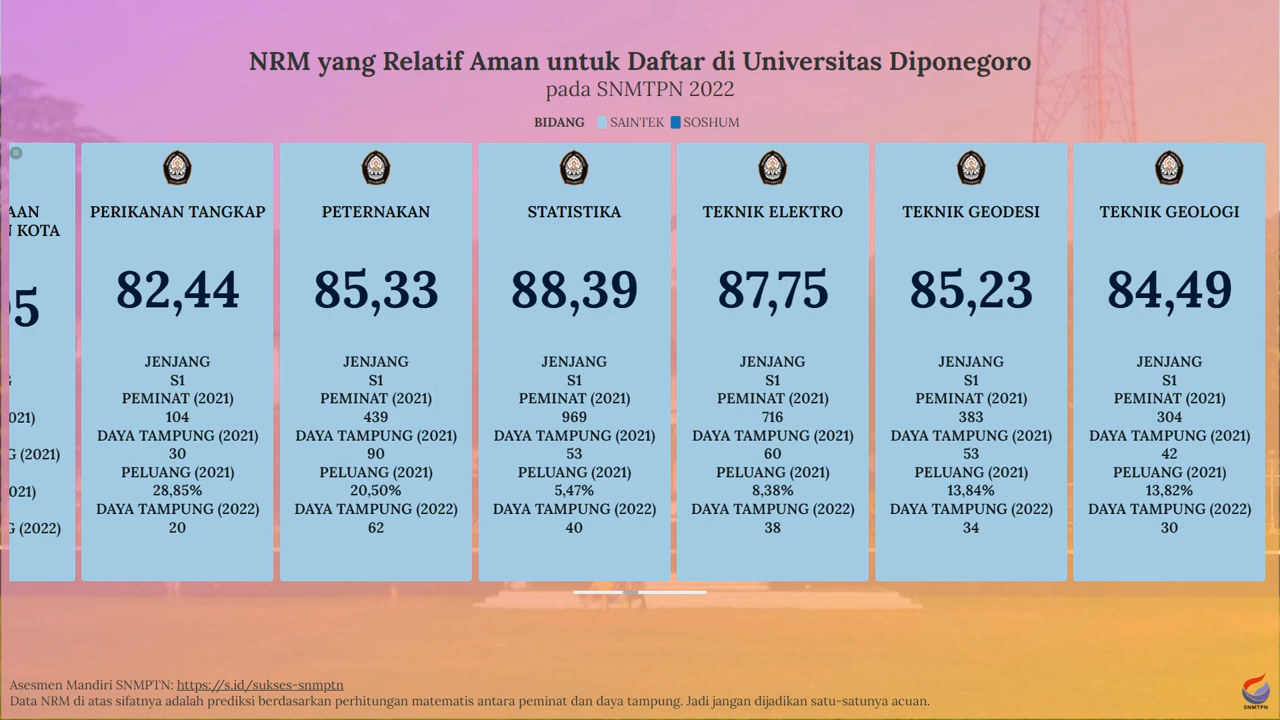 NRM yang Relatif Aman untuk Daftar di Universitas Diponegoro
pada SNMTPN 2022
BIDANG SAINTEK SOSHUM
AAN
KOTA
5
021)
G (2021)
021)
G (2022)
PERIKANAN TANGKAP
82,44
JENJANG
S1
PEMINAT (2021)
104
DAYA TAMPUNG (2021)
30
PELUANG (2021)
28,85%
DAYA TAMPUNG (2022)
20
PETERNAKAN
85,33
JENJANG
S1
PEMINAT (2021)
439
DAYA TAMPUNG (2021)
90
PELUANG (2021)
20,50%
DAYA TAMPUNG (2022)
62
STATISTIKA
88,39
JENJANG
S1
PEMINAT (2021)
969
DAYA TAMPUNG (2021)
53
PELUANG (2021)
5,47%
DAYA TAMPUNG (2022)
40
TEKNIK ELEKTRO
87,75
JENJANG
S1
PEMINAT (2021)
716
DAYA TAMPUNG (2021)
60
PELUANG (2021)
8,38%
DAYA TAMPUNG (2022)
38
TEKNIK GEODESI
85,23
JENJANG
S1
PEMINAT (2021)
383
DAYA TAMPUNG (2021)
53
PELUANG (2021)
13,84%
DAYA TAMPUNG (2022)
34
TEKNIK GEOLOGI
84,49
JENJANG
S1
PEMINAT (2021)
304
DAYA TAMPUNG (2021)
42
PELUANG (2021)
13,82%
DAYA TAMPUNG (2022)
30
Asesmen Mandiri SNMPTN: https://s.id/sukses-snmptn
Data NRM di atas sifatnya adalah prediksi berdasarkan perhitungan matematis antara peminat dan daya tampung. Jadi jangan dijadikan satu-satunya acuan.
SNMTPN